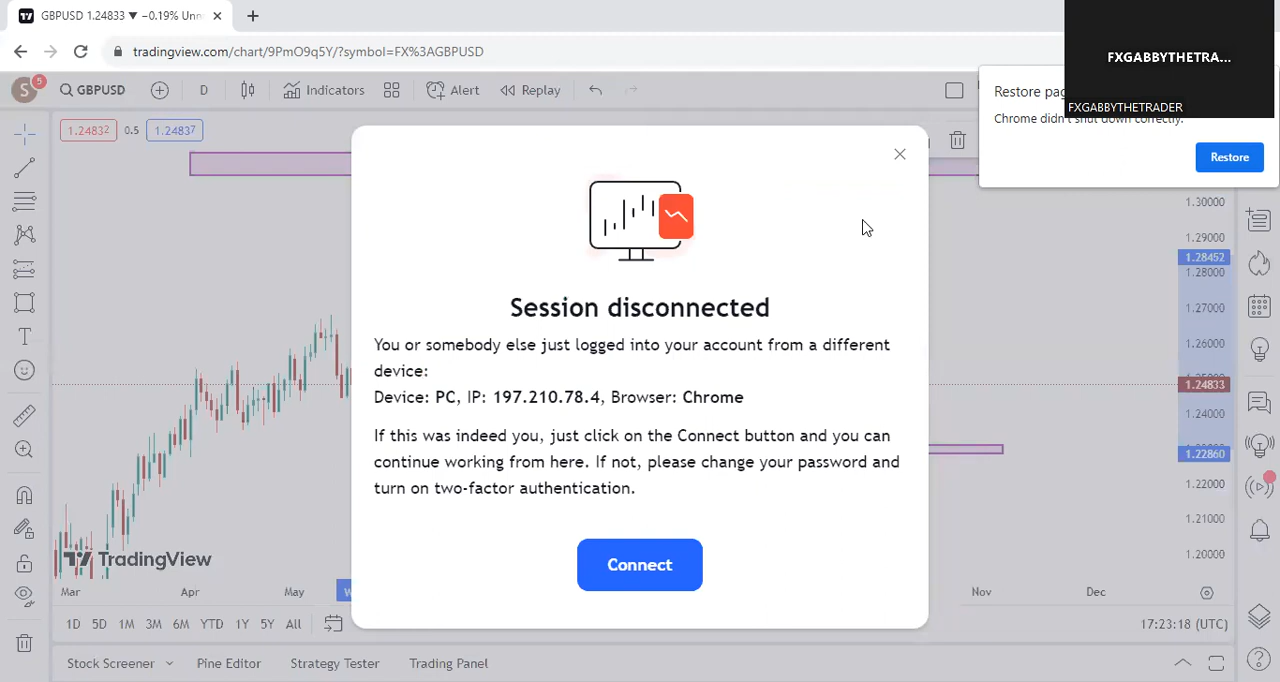 GBPUSD 1.24833 ▼ −0.19% Unn
tradingview.com/chart/9PmO9q5Y/?symbol=FX%3AGBPUSD
FXGABBYTHETRA...
FXGABBYTHETRADER
Restore pag
Chrome didn't shut down correctly.
Restore
S
5
GBPUSD
D
Indicators
Alert
Replay
1.24832
0.5
1.24837
Session disconnected
You or somebody else just logged into your account from a different
device:
Device: PC, IP: 197.210.78.4, Browser: Chrome
If this was indeed you, just click on the Connect button and you can
continue working from here. If not, please change your password and
turn on two-factor authentication.
Connect
1.30000
1.29000
1.28452
1.28000
1.27000
1.26000
1.24833
1.24000
1.22860
1.22000
1.21000
1.20000
TradingView
Mar
Apr
May
W
Nov
Dec
1D 5D 1M 3M 6M YTD 1Y 5Y All
17:23:18 (UTC)
Stock Screener
Pine Editor
Strategy Tester
Trading Panel